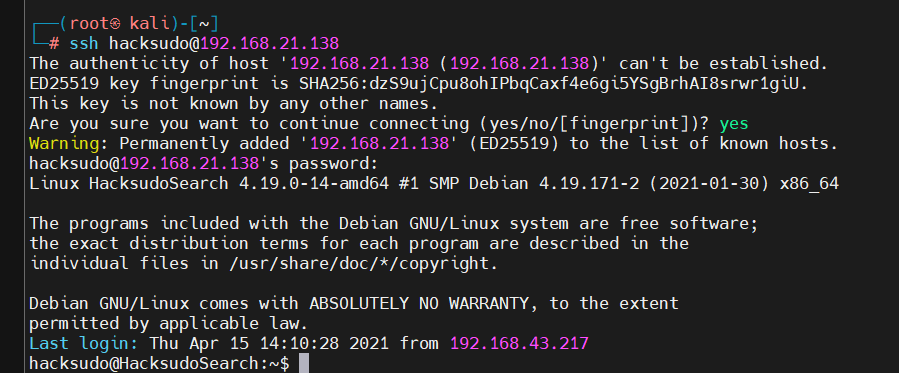 ┌──(root㉿ kali)-[~]
└─# ssh hacksudo@192.168.21.138
The authenticity of host '192.168.21.138 (192.168.21.138)' can't be established.
ED25519 key fingerprint is SHA256:dzS9ujCpu8ohIPbqCaxf4e6gi5YSgBrhAI8srwr1giU.
This key is not known by any other names.
Are you sure you want to continue connecting (yes/no/[fingerprint])? yes
Warning: Permanently added '192.168.21.138' (ED25519) to the list of known hosts.
hacksudo@192.168.21.138's password:
Linux HacksudoSearch 4.19.0-14-amd64 #1 SMP Debian 4.19.171-2 (2021-01-30) x86_64

The programs included with the Debian GNU/Linux system are free software;
the exact distribution terms for each program are described in the
individual files in /usr/share/doc/*/copyright.

Debian GNU/Linux comes with ABSOLUTELY NO WARRANTY, to the extent
permitted by applicable law.
Last login: Thu Apr 15 14:10:28 2021 from 192.168.43.217
hacksudo@HacksudoSearch:~$